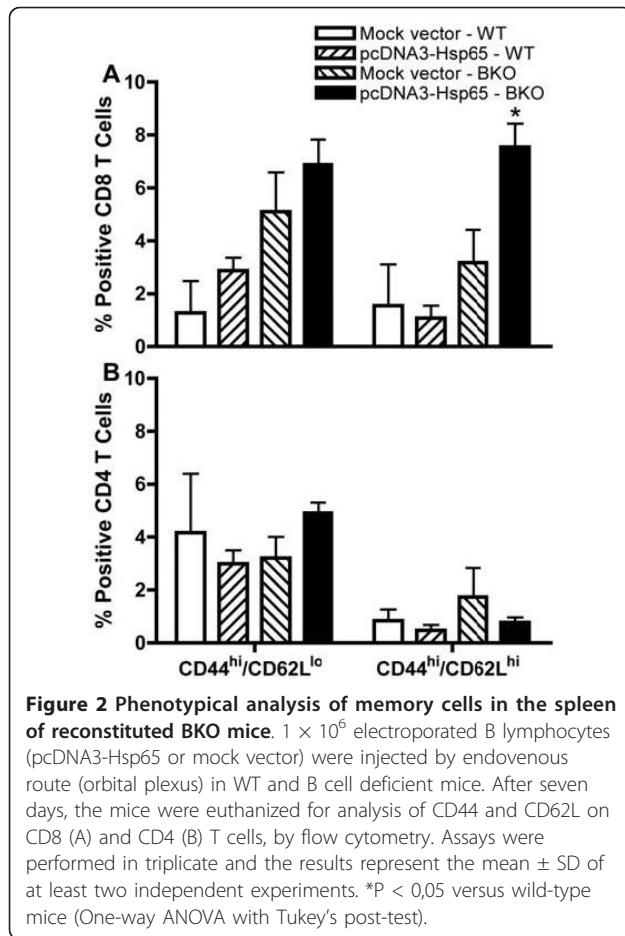 Mock vector - WT
pcDNA3-Hsp65 - WT
Mock vector - BKO
pcDNA3-Hsp65 - BKO
A
% Positive CD8 T Cells
10
8
6
4
2
0
*
B
% Positive CD4 T Cells
10
8
6
4
2
0
CD44hi/CD62Llo
CD44hi/CD62Lhi
Figure 2 Phenotypical analysis of memory cells in the spleen
of reconstituted BKO mice. 1 × 10⁶ electroporated B lymphocytes
(pcDNA3-Hsp65 or mock vector) were injected by endovenous
route (orbital plexus) in WT and B cell deficient mice. After seven
days, the mice were euthanized for analysis of CD44 and CD62L on
CD8 (A) and CD4 (B) T cells, by flow cytometry. Assays were
performed in triplicate and the results represent the mean ± SD of
at least two independent experiments. *P < 0,05 versus wild-type
mice (One-way ANOVA with Tukey's post-test).